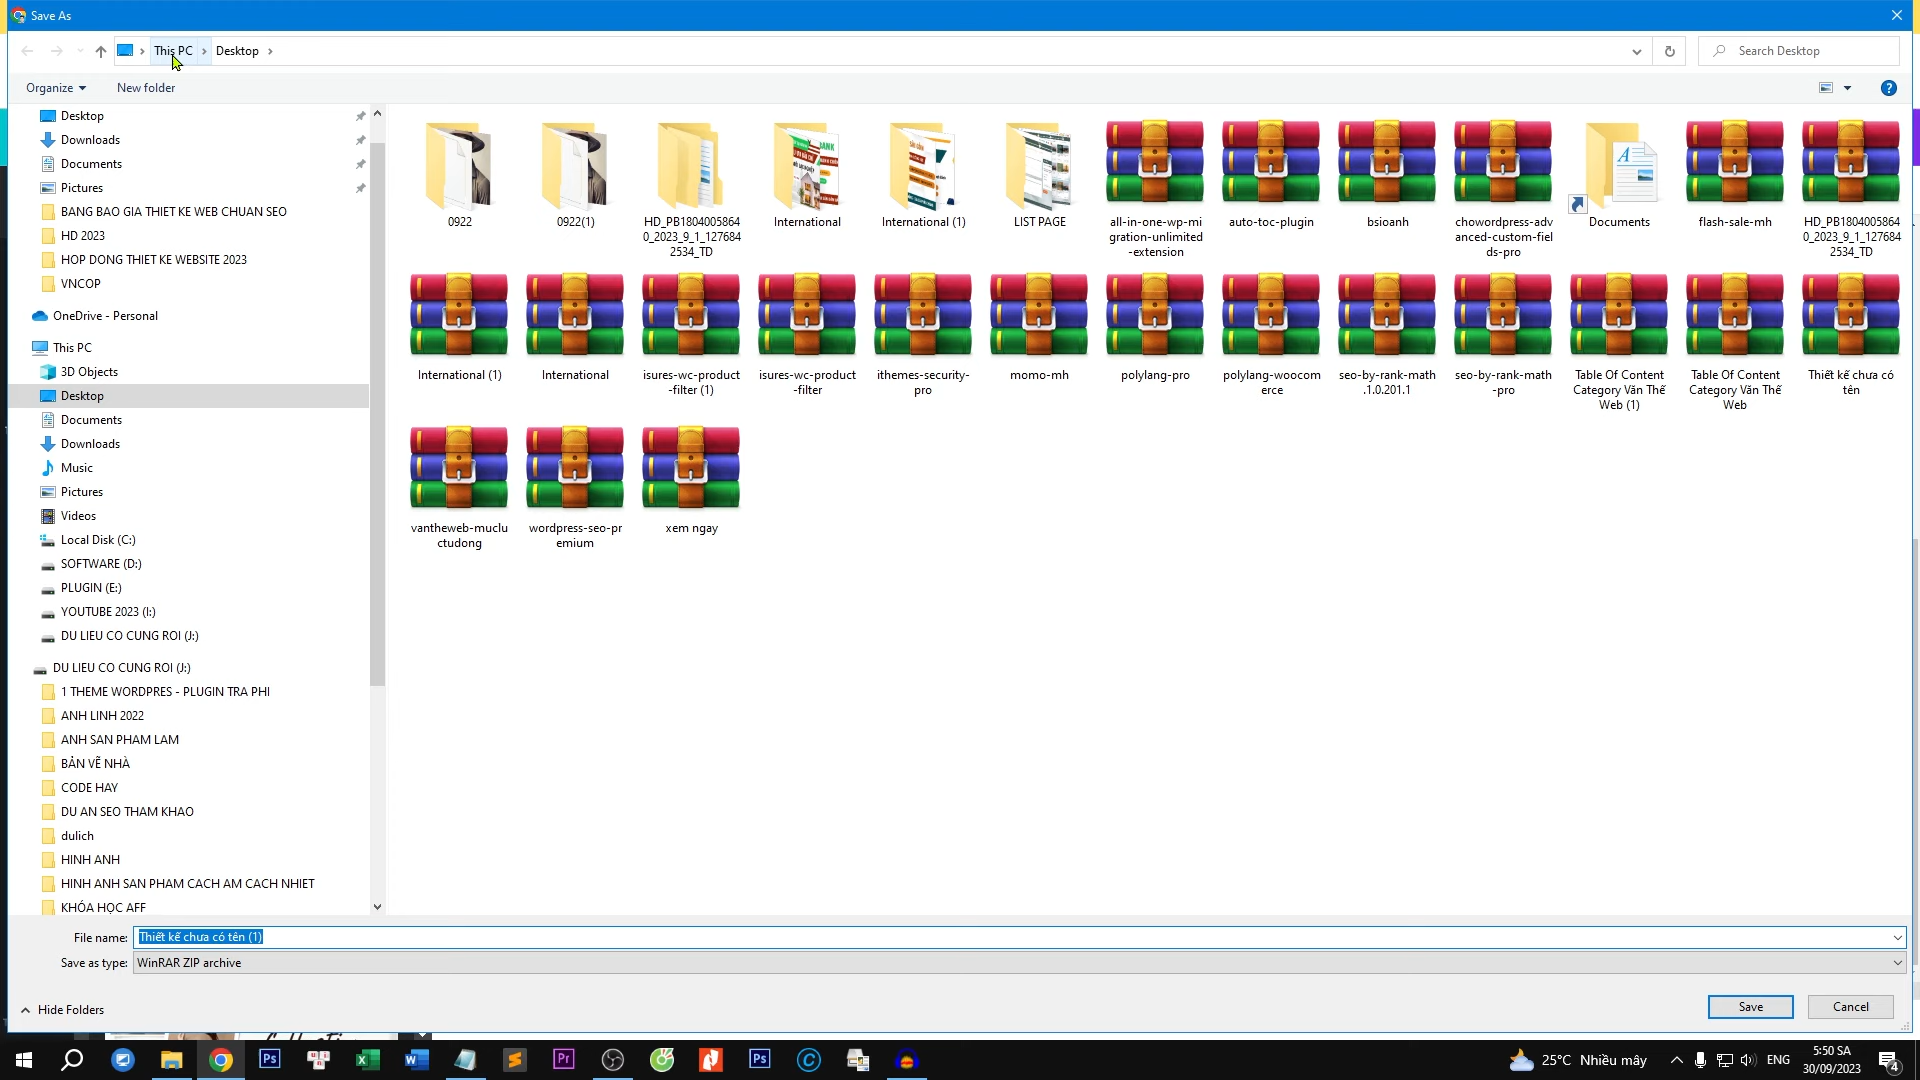 Save As
This PC
Desktop
Search Desktop
Organize
New folder
Desktop
Downloads
Documents
Pictures
BANG BAO GIA THIET KE WEB CHUAN SEO
HD 2023
HOP DONG THIET KE WEBSITE 2023
VNCOP
OneDrive - Personal
This PC
3D Objects
Desktop
Documents
Downloads
Music
Pictures
Videos
Local Disk (C:)
SOFTWARE (D:)
PLUGIN (E:)
YOUTUBE 2023 (I:)
DU LIEU CO CUNG ROI (J:)
DU LIEU CO CUNG ROI (J:)
1 THEME WORDPRES - PLUGIN TRA PHI
ANH LINH 2022
ANH SAN PHAM LAM
BẢN VẼ NHÀ
CODE HAY
DU AN SEO THAM KHAO
dulich
HINH ANH
HINH ANH SAN PHAM CACH AM CACH NHIET
KHÓA HỌC AFF
0922
0922(1)
HD_PB1804005864
0_2023_9_1_127684
2534_TD
International
International (1)
LIST PAGE
all-in-one-wp-mi
gration-unlimited
-extension
auto-toc-plugin
bsioanh
chowordpress-adv
anced-custom-fiel
ds-pro
Documents
flash-sale-mh
HD_PB1804005864
0_2023_9_1_127684
2534_TD
International (1)
International
isures-wc-product
-filter (1)
isures-wc-product
-filter
ithemes-security-
pro
momo-mh
polylang-pro
polylang-woocom
erce
seo-by-rank-math
.1.0.201.1
seo-by-rank-math
-pro
Table Of Content
Category Văn Thế
Web (1)
Table Of Content
Category Văn Thế
Web
Thiết kế chưa có
tên
vantheweb-muclu
ctudong
wordpress-seo-pr
emium
xem ngay
File name:
Thiết kế chưa có tên (1)
Save as type:
WinRAR ZIP archive
Hide Folders
Save
Cancel
25°C Nhiều mây
ENG
5:50 SA
30/09/2023
4